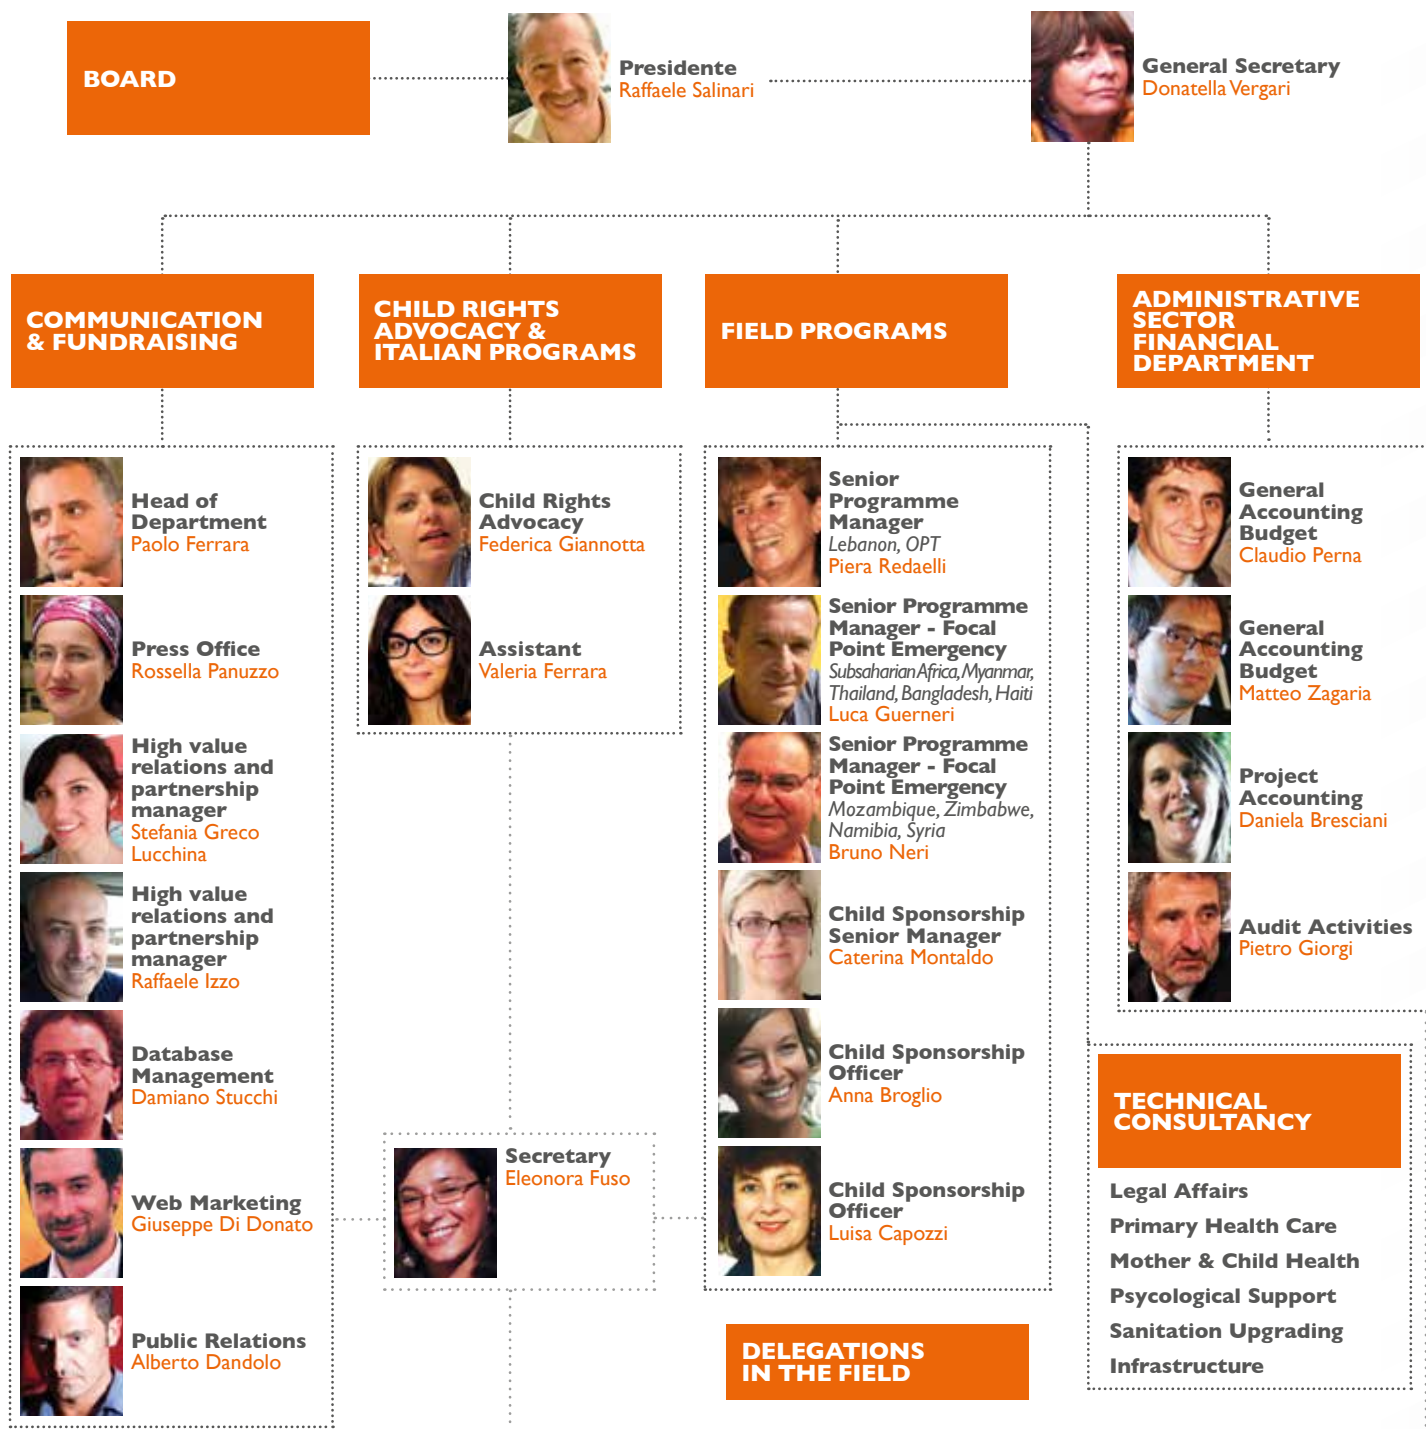 BOARD
Presidente
Raffaele Salinari
General Secretary
Donatella Vergari
COMMUNICATION
& FUNDRAISING
CHILD RIGHTS
ADVOCACY &
ITALIAN PROGRAMS
FIELD PROGRAMS
ADMINISTRATIVE
SECTOR
FINANCIAL
DEPARTMENT
Head of
Department
Paolo Ferrara
Press Office
Rossella Panuzzo
High value
relations and
partnership
manager
Stefania Greco
Lucchina
High value
relations and
partnership
manager
Raffaele Izzo
Database
Management
Damiano Stucchi
Web Marketing
Giuseppe Di Donato
Public Relations
Alberto Dandolo
Child Rights
Advocacy
Federica Giannotta
Assistant
Valeria Ferrara
Secretary
Eleonora Fuso
Senior
Programme
Manager
Lebanon, OPT
Piera Redaelli
Senior Programme
Manager - Focal
Point Emergency
Subsaharian Africa, Myanmar,
Thailand, Bangladesh, Haiti
Luca Guerneri
Senior Programme
Manager - Focal
Point Emergency
Mozambique, Zimbabwe,
Namibia, Syria
Bruno Neri
Child Sponsorship
Senior Manager
Caterina Montaldo
Child Sponsorship
Officer
Anna Broglio
Child Sponsorship
Officer
Luisa Capozzi
DELEGATIONS
IN THE FIELD
General
Accounting
Budget
Claudio Perna
General
Accounting
Budget
Matteo Zagaria
Project
Accounting
Daniela Bresciani
Audit Activities
Pietro Giorgi
TECHNICAL
CONSULTANCY
Legal Affairs
Primary Health Care
Mother & Child Health
Psycological Support
Sanitation Upgrading
Infrastructure